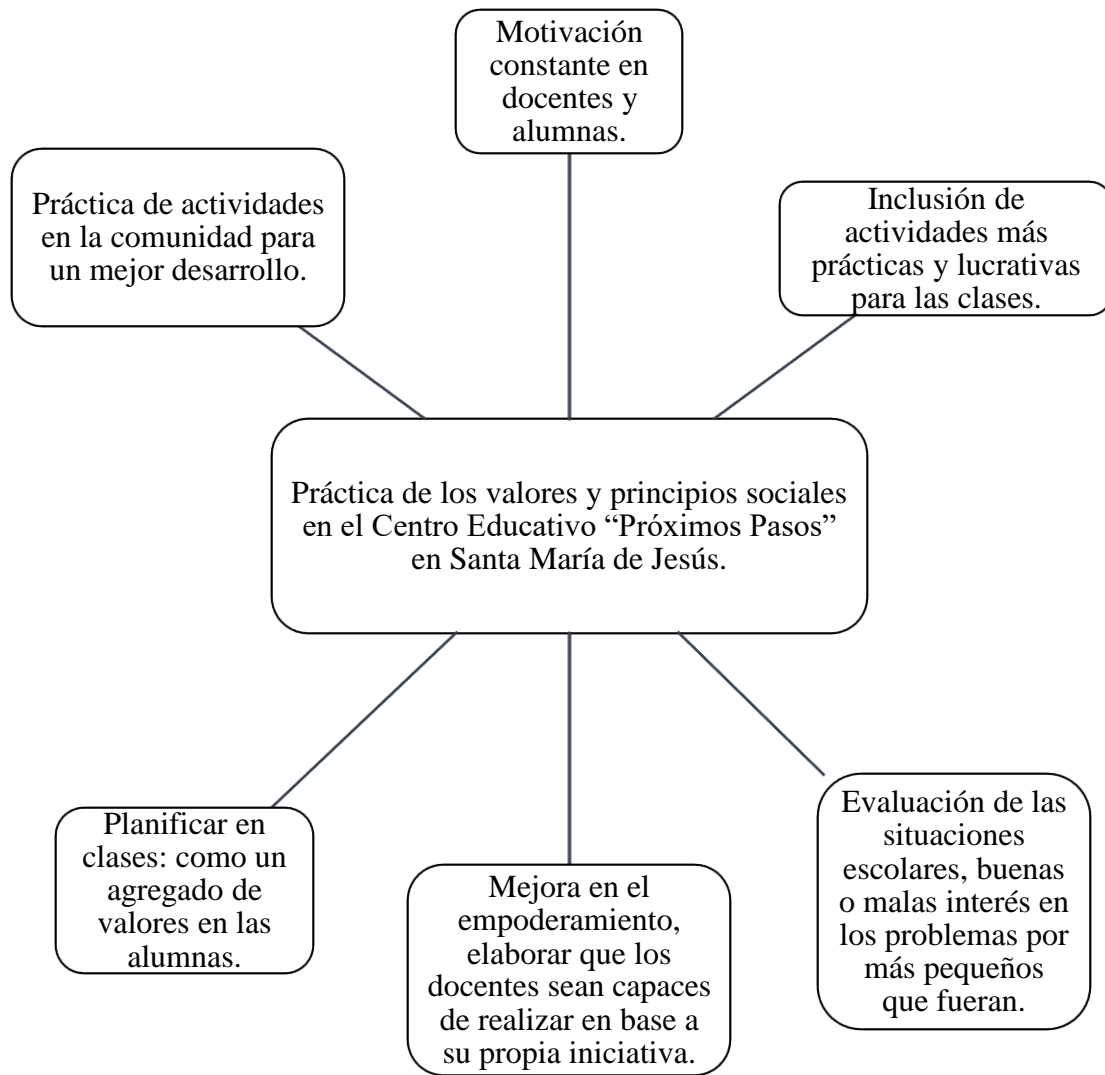 Motivación
constante en
docentes y
alumnas.
Práctica de actividades
en la comunidad para
un mejor desarrollo.
Inclusión de
actividades más
prácticas y lucrativas
para las clases.
Práctica de los valores y principios sociales
en el Centro Educativo “Próximos Pasos”
en Santa María de Jesús.
Planificar en
clases: como un
agregado de
valores en las
alumnas.
Mejora en el
empoderamiento,
elaborar que los
docentes sean capaces
de realizar en base a
su propia iniciativa.
Evaluación de las
situaciones
escolares, buenas
o malas interés en
los problemas por
más pequeños
que fueran.